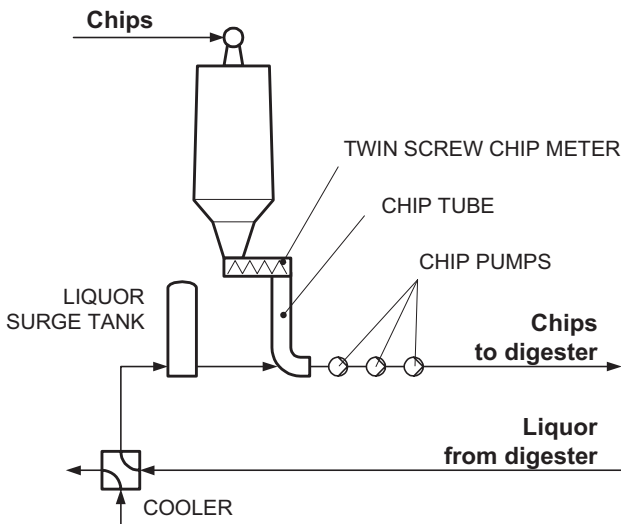 Chips
TWIN SCREW CHIP METER
CHIP TUBE
CHIP PUMPS
LIQUOR
SURGE TANK
Chips
to digester
Liquor
from digester
COOLER